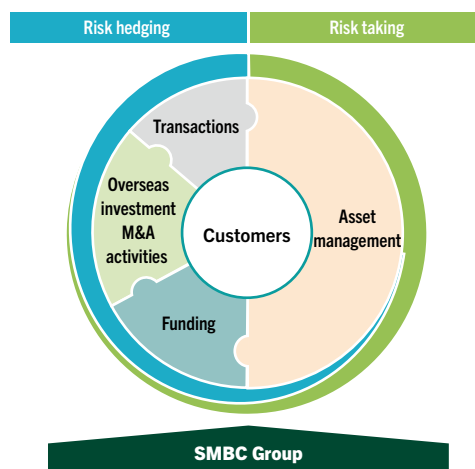 Risk hedging
Risk taking
Transactions
Overseas
investment
M&A
activities
Customers
Asset
management
Funding
SMBC Group